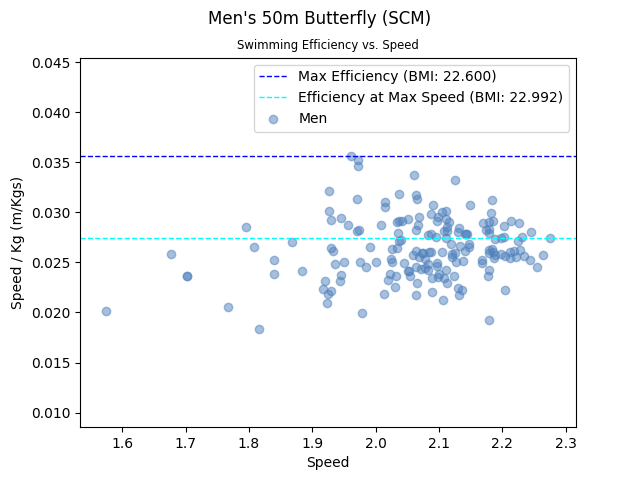 Men's 50m Butterfly (SCM)
Swimming Efficiency vs. Speed
Max Efficiency (BMI: 22.600)
Efficiency at Max Speed (BMI: 22.992)
Men
Speed / Kg (m/Kgs)
0.045
0.040
0.035
0.030
0.025
0.020
0.015
0.010
1.6 1.7 1.8 1.9 2.0 2.1 2.2 2.3
Speed